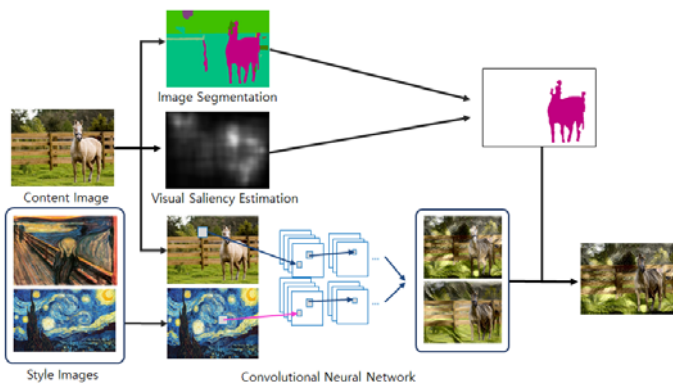 Image Segmentation
Visual Saliency Estimation
Content Image
...
...
Style Images
Convolutional Neural Network